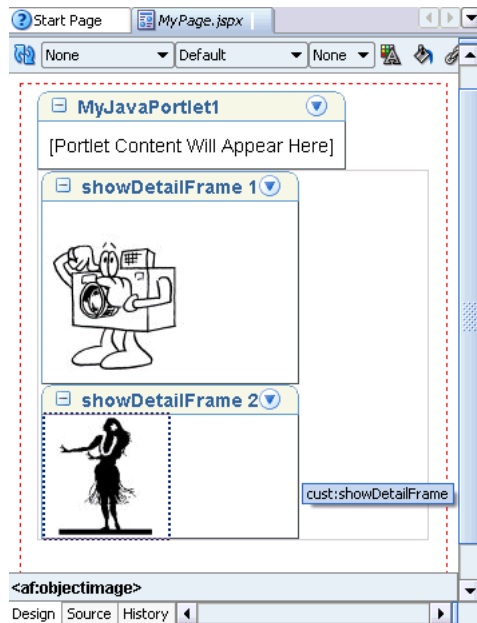 Start Page MyPage.jspx
None Default None
MyJavaPortlet1
[Portlet Content Will Appear Here]
showDetailFrame 1
showDetailFrame 2
cust:showDetailFrame
<af:objectimage>
Design Source History